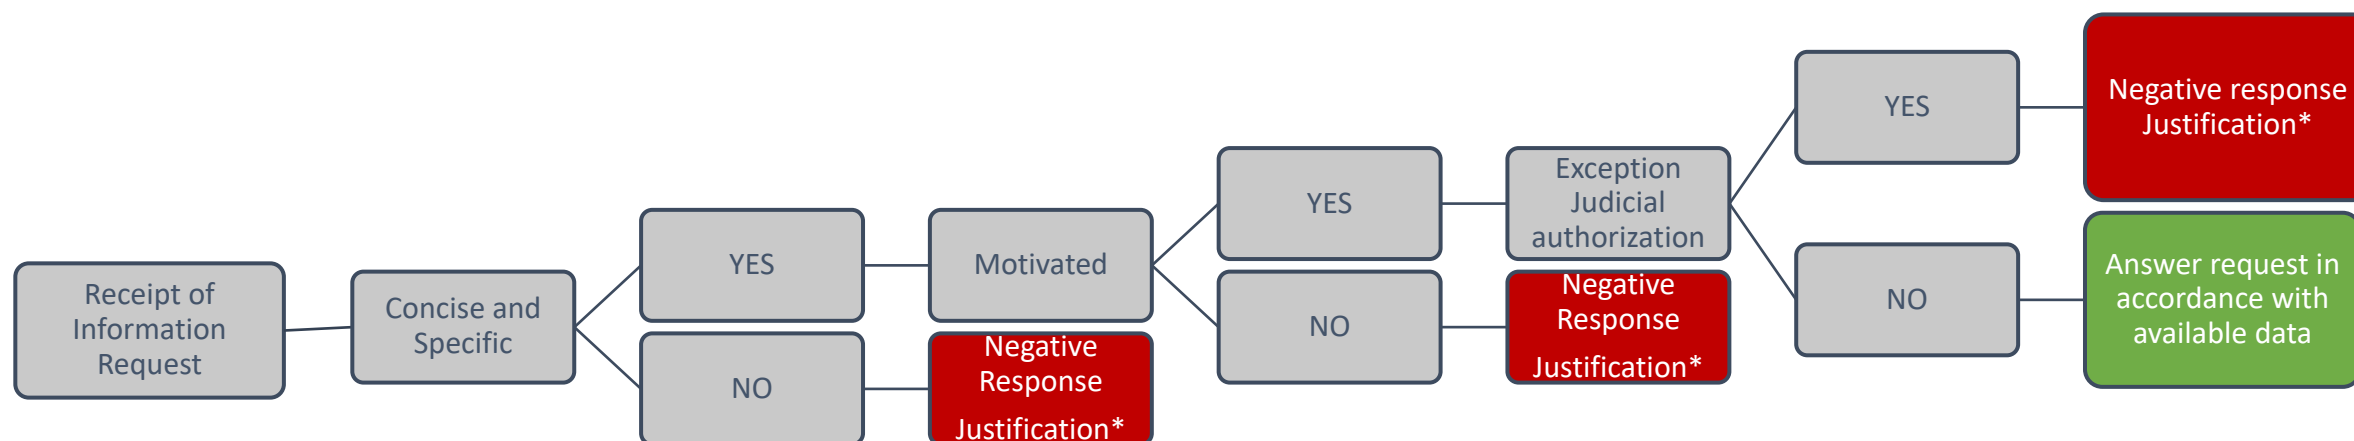 Receipt of
Information
Request
Concise and
Specific
YES
NO
Motivated
Negative
Response
Justification*
YES
NO
Exception
Judicial
authorization
Negative
Response
Justification*
YES
NO
Negative response
Justification*
Answer request in
accordance with
available data